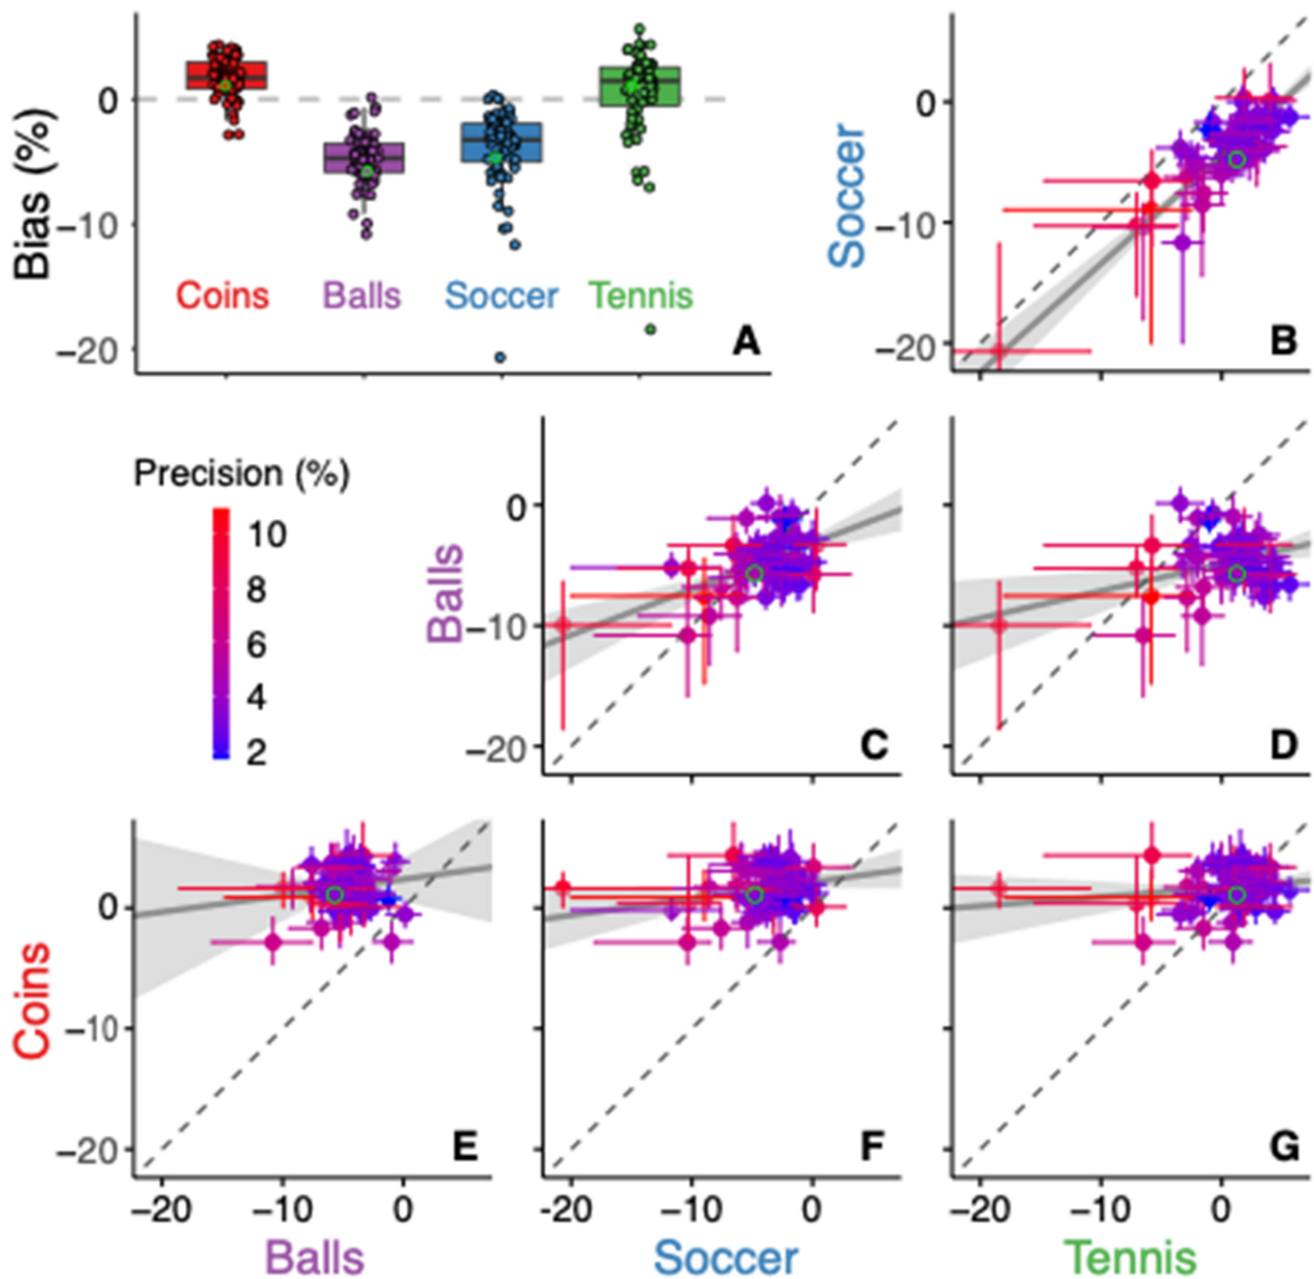 Bias (%)
0
−10
−20
Coins Balls Soccer Tennis
A
Soccer
0
−10
−20
B
Precision (%)
10
8
6
4
2
Balls
0
−10
−20
C
D
Coins
0
−10
−20
E
F
G
−20 −10 0
-20 −10 0
−20 −10 0
Balls
Soccer
Tennis